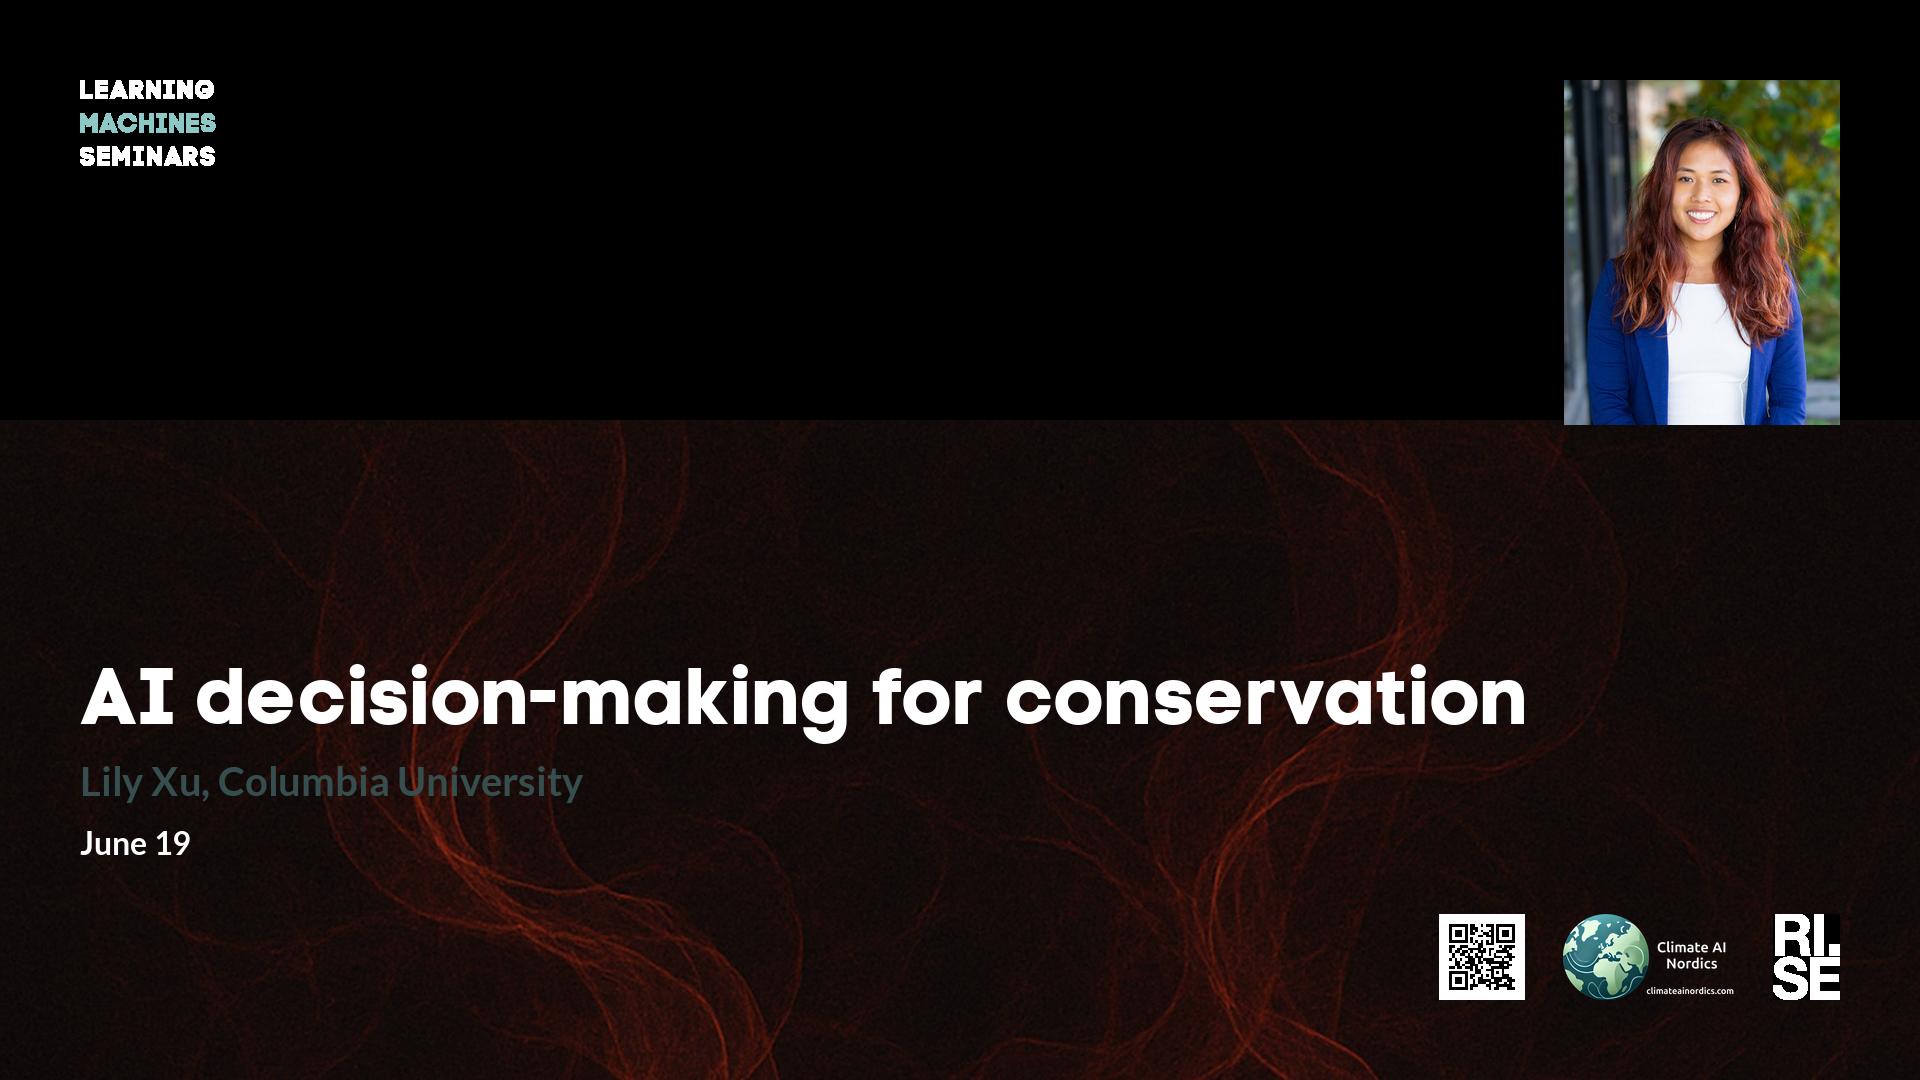 LEARNING
MACHINES
SEMINARS
AI decision-making for conservation
Lily Xu, Columbia University
June 19
Climate AI
Nordics
climateainordics.com
RI.
SE